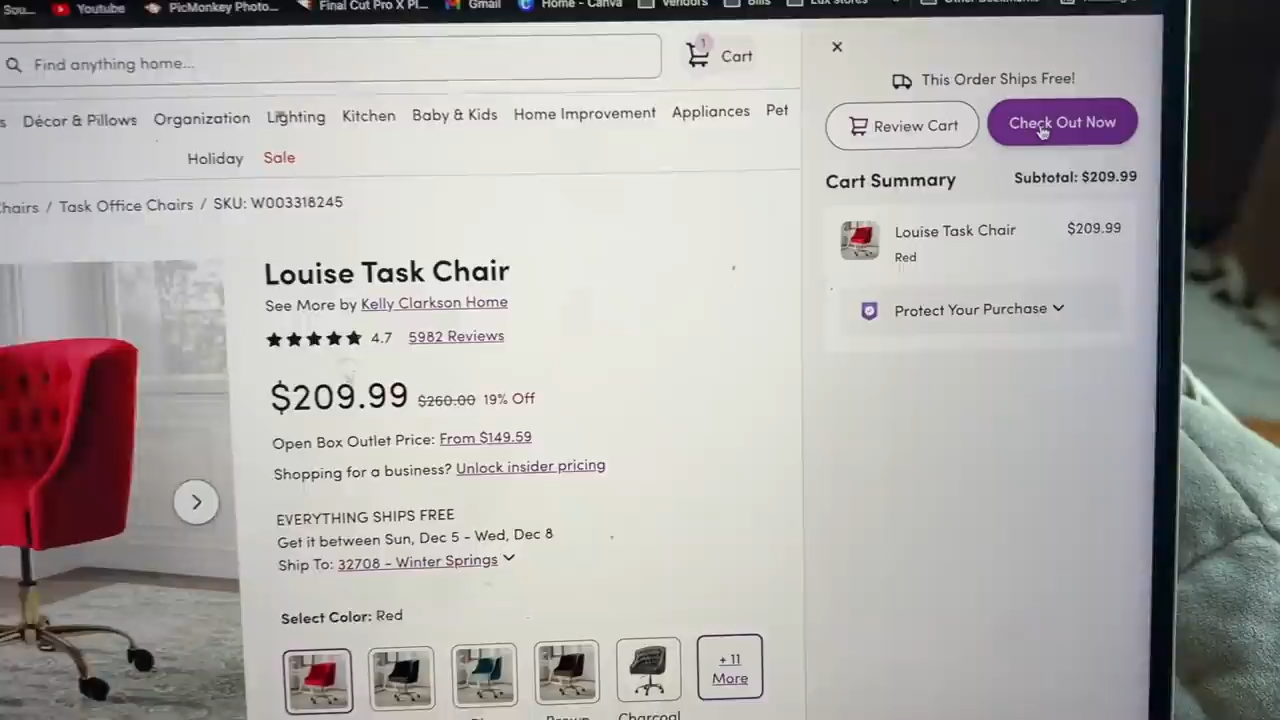 Sou...
Youtube
PicMonkey Photo...
Final Cut Pro X Pl...
Gmail
Home - Canva
Vendors
Bills
Lux stores
Find anything home...
1
Cart
s
Décor & Pillows
Organization
Lighting
Kitchen
Baby & Kids
Home Improvement
Appliances
Pet
Holiday
Sale
hairs / Task Office Chairs / SKU: W003318245
Louise Task Chair
See More by Kelly Clarkson Home
4.7 5982 Reviews
$209.99 $260.00 19% Off
Open Box Outlet Price: From $149.59
Shopping for a business? Unlock insider pricing
EVERYTHING SHIPS FREE
Get it between Sun, Dec 5 - Wed, Dec 8
Ship To: 32708 - Winter Springs
Select Color: Red
+ 11
More
Charcoal
This Order Ships Free!
Review Cart
Check Out Now
Cart Summary
Subtotal: $209.99
Louise Task Chair
$209.99
Red
Protect Your Purchase